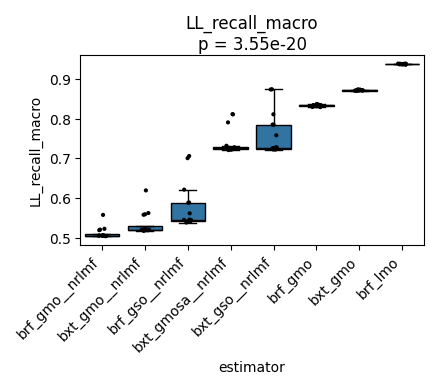 LL_recall_macro
p = 3.55e-20
LL_recall_macro
0.9
0.8
0.7
0.6
0.5
brf_gmo__nrlmf
bxt_gmo__nrlmf
brf_gso__nrlmf
bxt_gmosa__nrlmf
bxt_gso__nrlmf
brf_gmo
bxt_gmo
brf_lmo
estimator